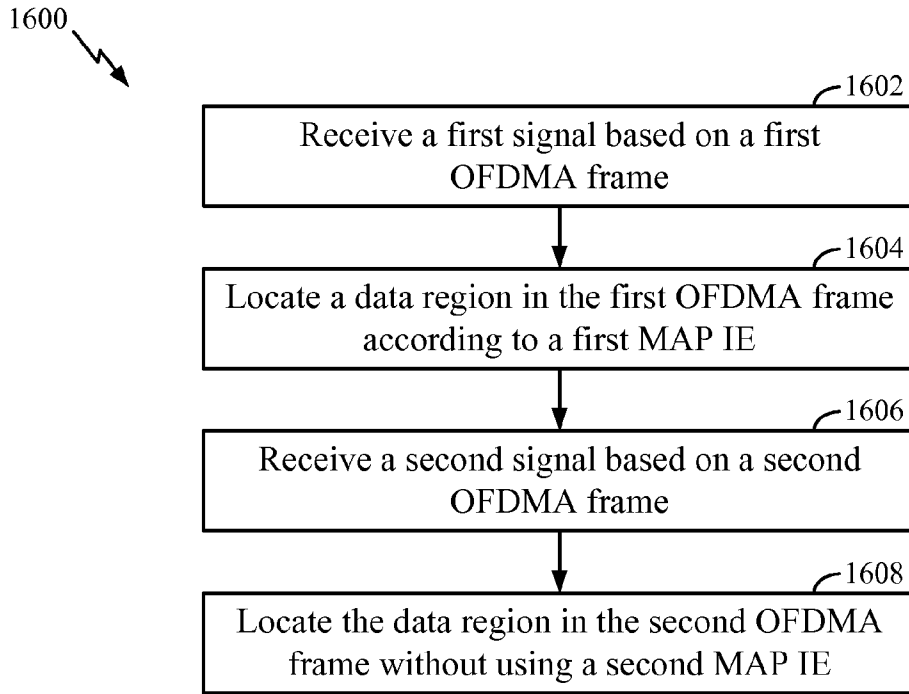 1600
1602
Receive a first signal based on a first
OFDMA frame
1604
Locate a data region in the first OFDMA frame
according to a first MAP IE
1606
Receive a second signal based on a second
OFDMA frame
1608
Locate the data region in the second OFDMA
frame without using a second MAP IE